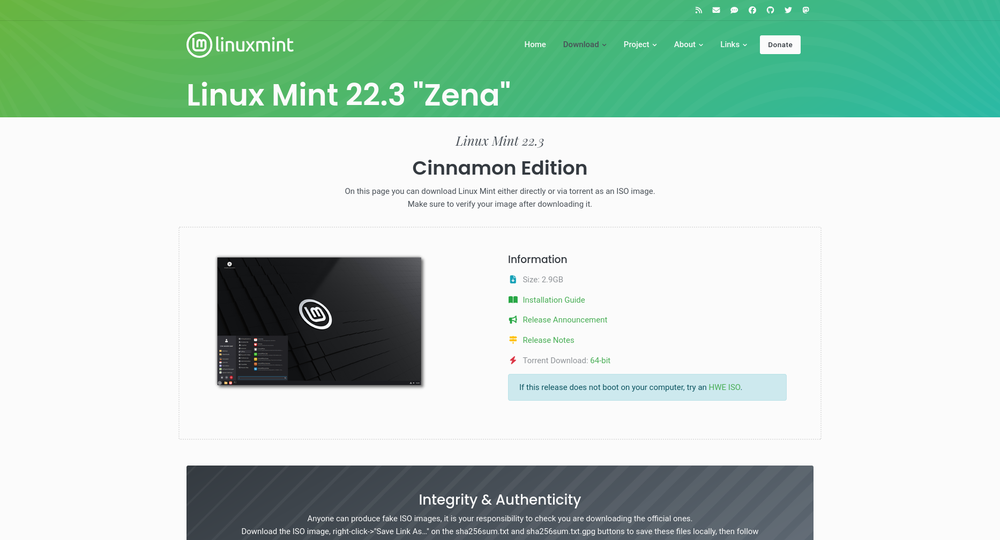 linuxmint
Home Download Project About Links Donate
Linux Mint 22.3 "Zena"
Linux Mint 22.3
Cinnamon Edition
On this page you can download Linux Mint either directly or via torrent as an ISO image.
Make sure to verify your image after downloading it.
Information
Size: 2.9GB
Installation Guide
Release Announcement
Release Notes
Torrent Download: 64-bit
If this release does not boot on your computer, try an HWE ISO.
Integrity & Authenticity
Anyone can produce fake ISO images, it is your responsibility to check you are downloading the official ones.
Download the ISO image, right-click->"Save Link As..." on the sha256sum.txt and sha256sum.txt.gpg buttons to save these files locally, then follow